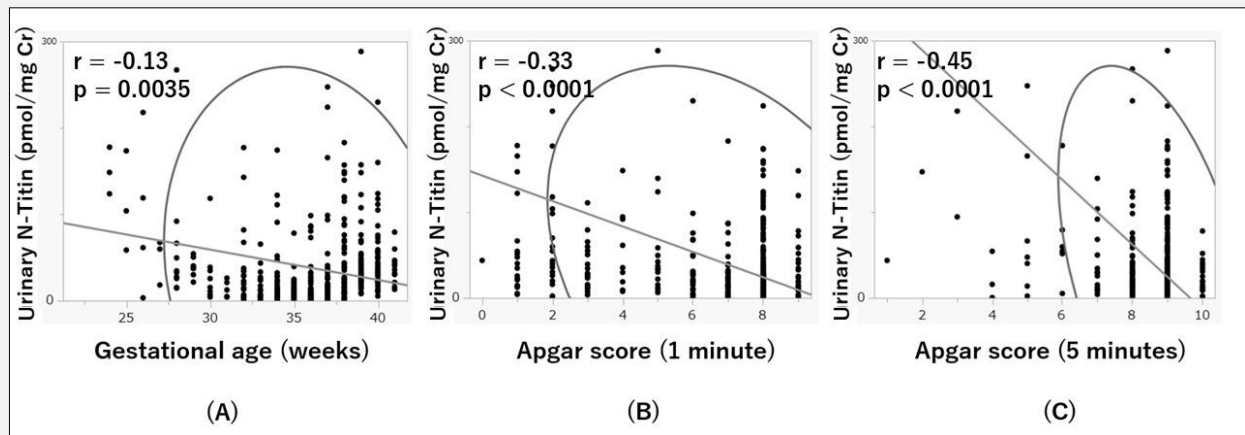 Urinary N-Titin (pmol/mg Cr)
300
0
r = -0.13
p = 0.0035
25
30
35
40
Gestational age (weeks)
(A)
Urinary N-Titin (pmol/mg Cr)
300
0
r = -0.33
p < 0.0001
0
2
4
6
8
Apgar score (1 minute)
(B)
Urinary N-Titin (pmol/mg Cr)
300
0
r = -0.45
p < 0.0001
2
4
6
8
10
Apgar score (5 minutes)
(C)